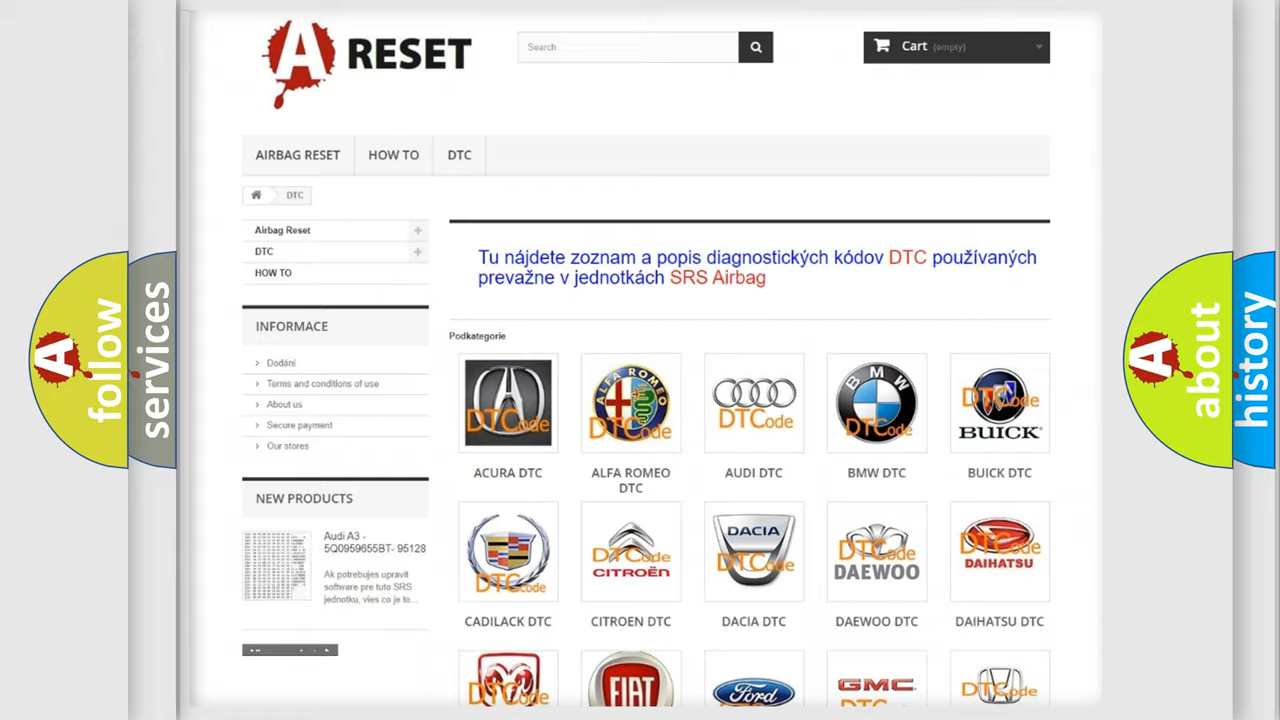 A RESET
Search
Cart (empty)
AIRBAG RESET
HOW TO
DTC
DTC
Airbag Reset
DTC
HOW TO
INFORMACE
Dodání
Terms and conditions of use
About us
Secure payment
Our stores
NEW PRODUCTS
Audi A3 -
5Q0959655BT- 95128
Ak potrebujes upravit
software pre tuto SRS
jednotku, vies co je to...
Tu nájdete zoznam a popis diagnostických kódov DTC používaných
prevažne v jednotkách SRS Airbag
Podkategorie
DTCode
ALFA ROMEO
DTCode
DTCode
BMW
DTCode
DTCode
BUICK
ACURA DTC
ALFA ROMEO
DTC
AUDI DTC
BMW DTC
BUICK DTC
DTCode
DTCode
CITROËN
DACIA
DTCode
DTCode
DAEWOO
DTCode
DAIHATSU
CADILACK DTC
CITROEN DTC
DACIA DTC
DAEWOO DTC
DAIHATSU DTC
DTCode
FIAT
Ford
GMC
DTCode
A follow
services
A about
history